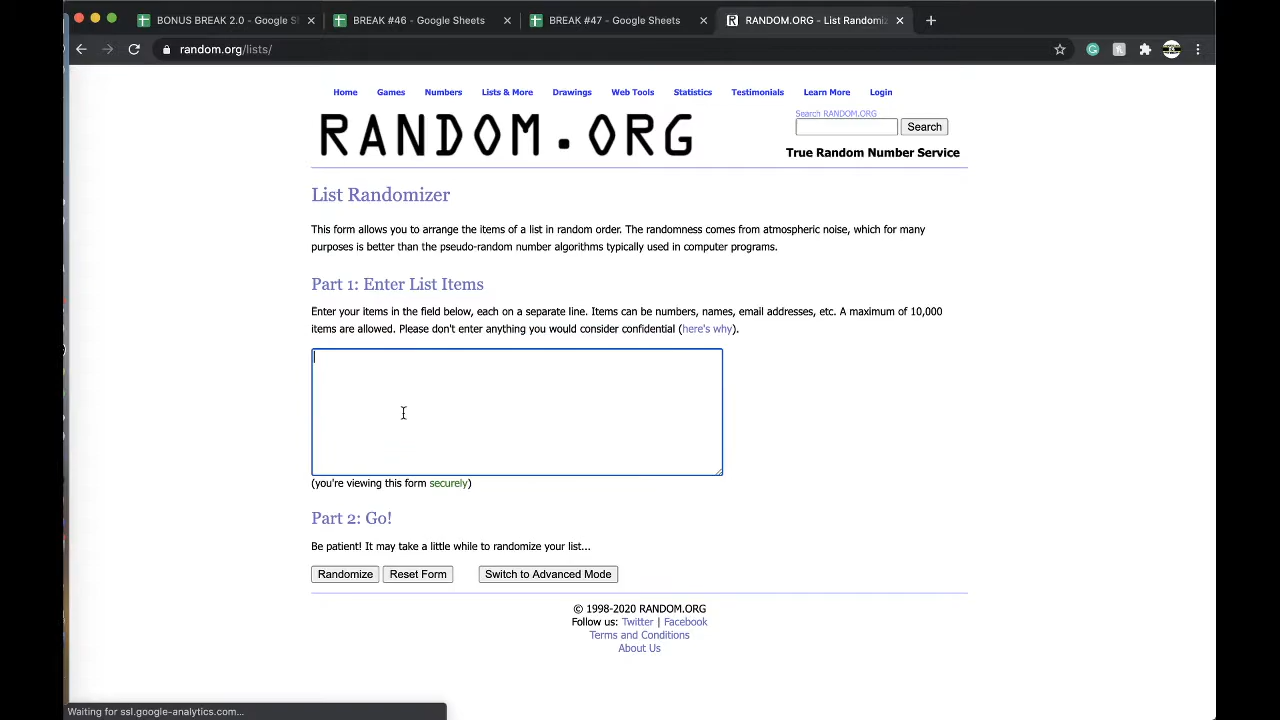 BONUS BREAK 2.0 - Google S
BREAK #46 - Google Sheets
BREAK #47 - Google Sheets
RANDOM.ORG - List Randomiz
random.org/lists/
Home Games Numbers Lists & More Drawings Web Tools Statistics Testimonials Learn More Login
RANDOM.ORG
Search RANDOM.ORG
Search
True Random Number Service
List Randomizer
This form allows you to arrange the items of a list in random order. The randomness comes from atmospheric noise, which for many
purposes is better than the pseudo-random number algorithms typically used in computer programs.
Part 1: Enter List Items
Enter your items in the field below, each on a separate line. Items can be numbers, names, email addresses, etc. A maximum of 10,000
items are allowed. Please don't enter anything you would consider confidential (here's why).
(you're viewing this form securely)
Part 2: Go!
Be patient! It may take a little while to randomize your list...
Randomize Reset Form Switch to Advanced Mode
© 1998-2020 RANDOM.ORG
Follow us: Twitter | Facebook
Terms and Conditions
About Us
Waiting for ssl.google-analytics.com...